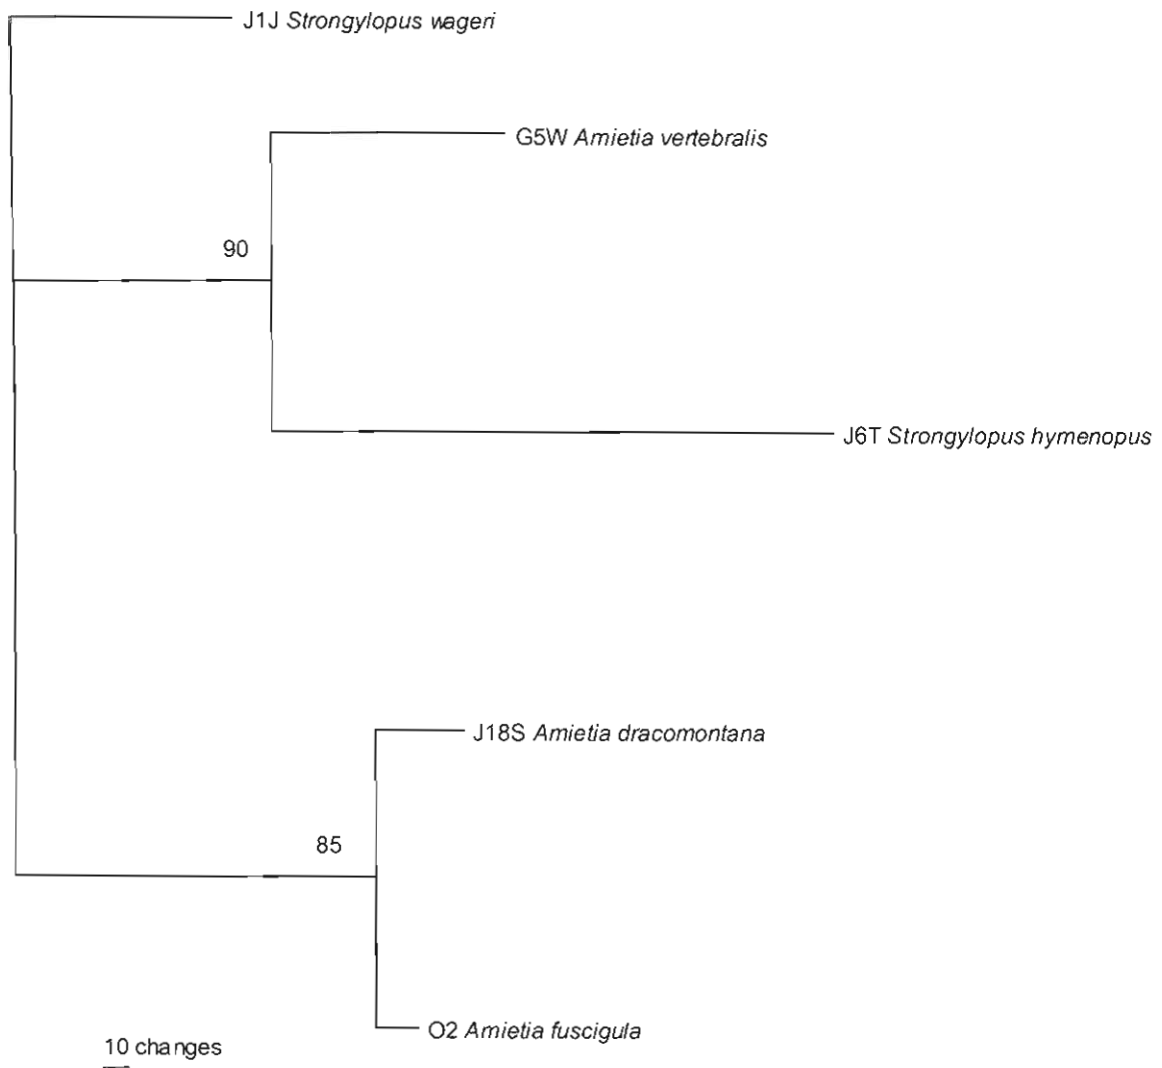 J1J Strongylopus wageri
G5W Amietia vertebralis
90
J6T Strongylopus hymenopus
J18S Amietia dracomontana
85
O2 Amietia fuscigula
10 changes